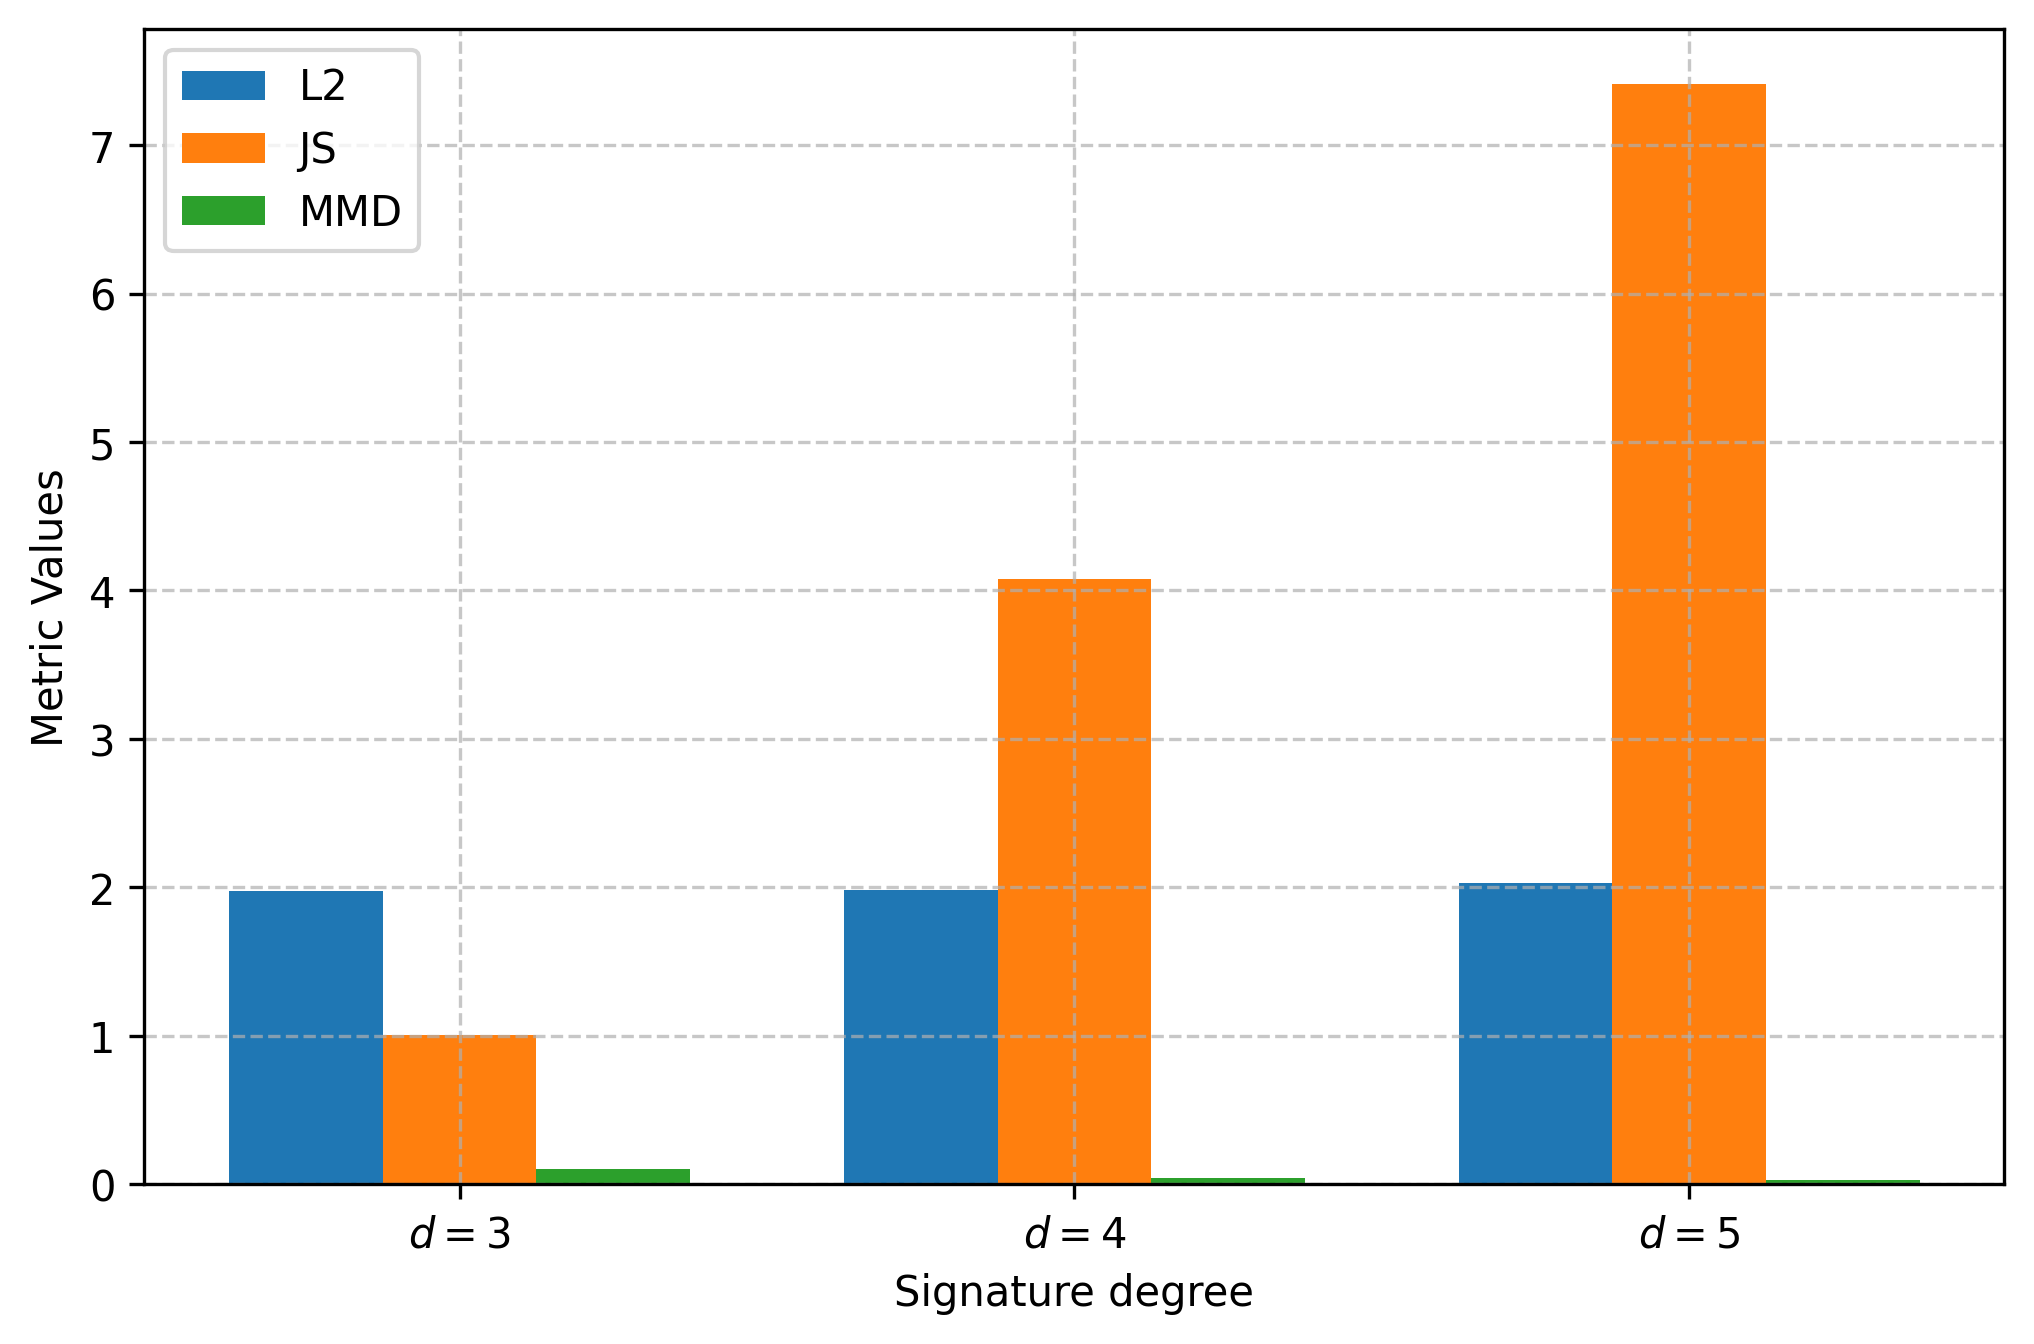 L2
JS
MMD
Metric Values
7
6
5
4
3
2
1
0
d = 3
d = 4
d = 5
Signature degree